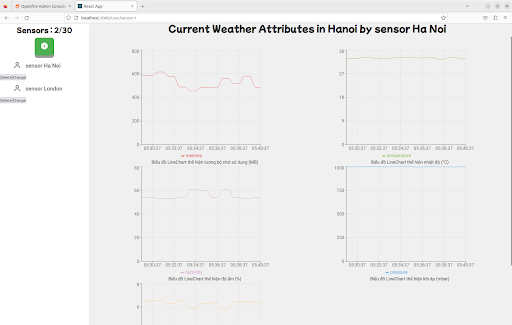 Openfire Admin Console
React App
localhost:3000/User/sensor1
Sensors : 2/30
sensor Ha Noi
Delete Change
sensor London
Delete Change
Current Weather Attributes in Hanoi by sensor Ha Noi
800
600
400
200
0
05:30:37 05:32:37 05:34:37 05:36:37 05:38:37 05:40:37
memory
Biểu đồ LineChart thể hiện lượng bộ nhớ sử dụng (MB)
36
27
18
9
0
05:30:37 05:32:37 05:34:37 05:36:37 05:38:37 05:40:37
temperature
Biểu đồ LineChart thể hiện nhiệt độ (°C)
80
60
40
20
0
05:30:37 05:32:37 05:34:37 05:36:37 05:38:37 05:40:37
humidity
Biểu đồ LineChart thể hiện độ ẩm (%)
1000
750
500
250
0
05:30:37 05:32:37 05:34:37 05:36:37 05:38:37 05:40:37
pressure
Biểu đồ LineChart thể hiện khí áp (mbar)
8
6